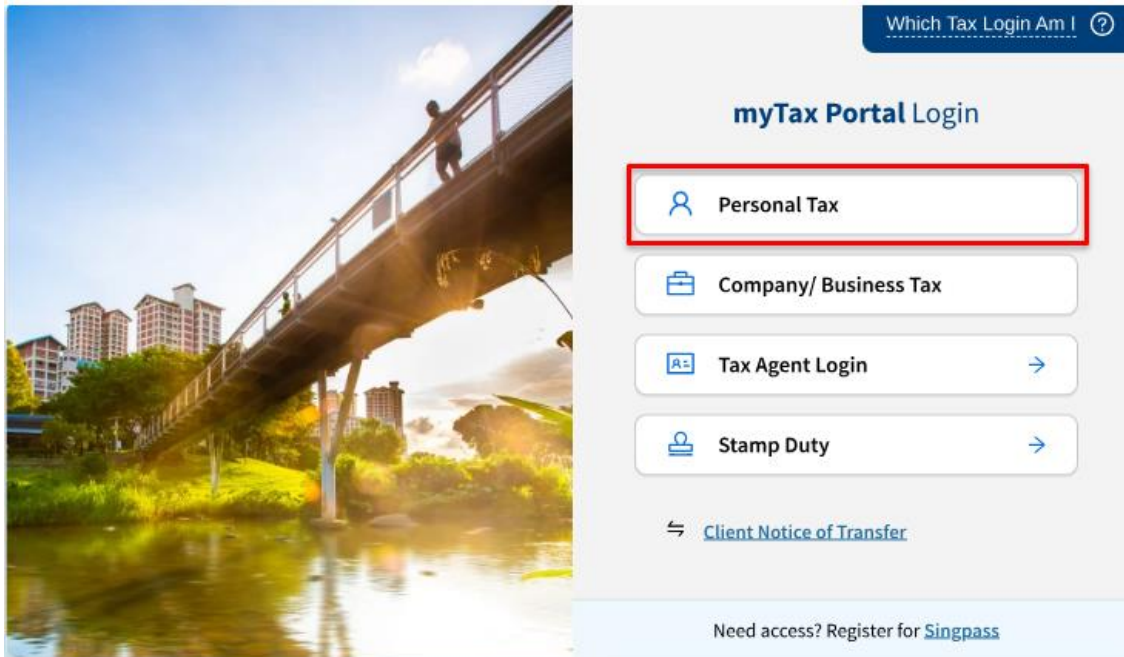 Which Tax Login Am I
myTax Portal Login
Personal Tax
Company/ Business Tax
Tax Agent Login
Stamp Duty
Client Notice of Transfer
Need access? Register for Singpass